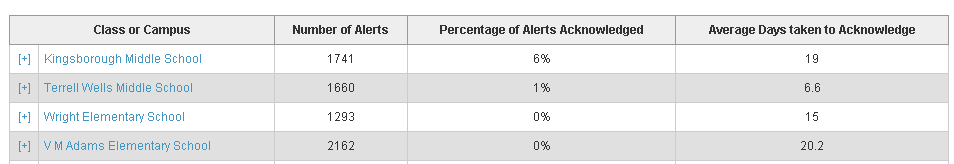 Class or Campus Number of Alerts Percentage of Alerts Acknowledged Average Days taken to Acknowledge
[+] Kingsborough Middle School 1741 6% 19
[+] Terrell Wells Middle School 1660 1% 6.6
[+] Wright Elementary School 1293 0% 15
[+] V M Adams Elementary School 2162 0% 20.2